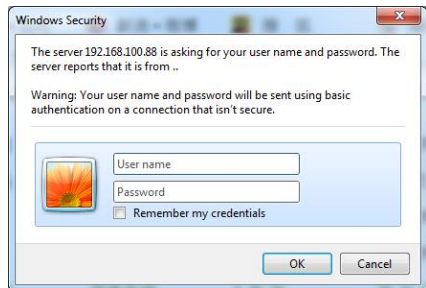 Windows Security
The server 192.168.100.88 is asking for your user name and password. The
server reports that it is from ..
Warning: Your user name and password will be sent using basic
authentication on a connection that isn't secure.
User name
Password
Remember my credentials
OK
Cancel